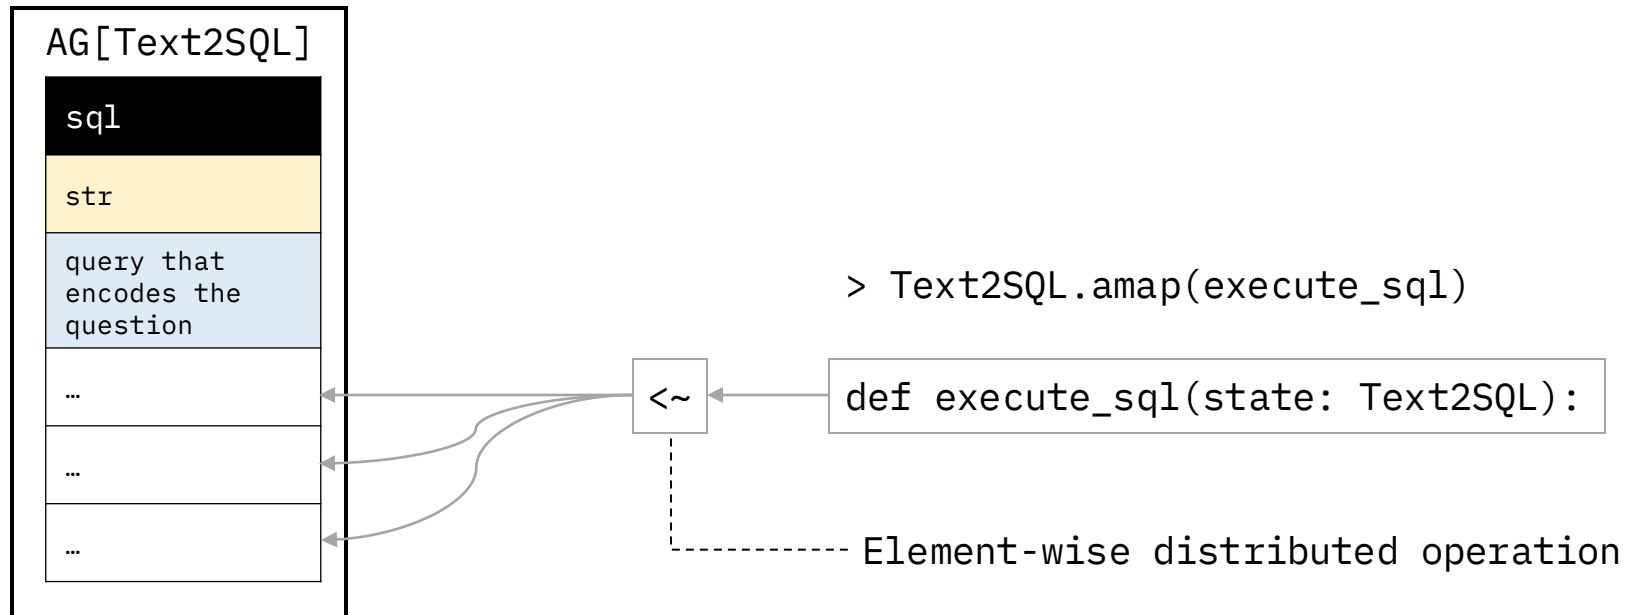 AG[Text2SQL]
sql
str
query that
encodes the
question
…
…
…
> Text2SQL.amap(execute_sql)
<~
def execute_sql(state: Text2SQL):
Element-wise distributed operation